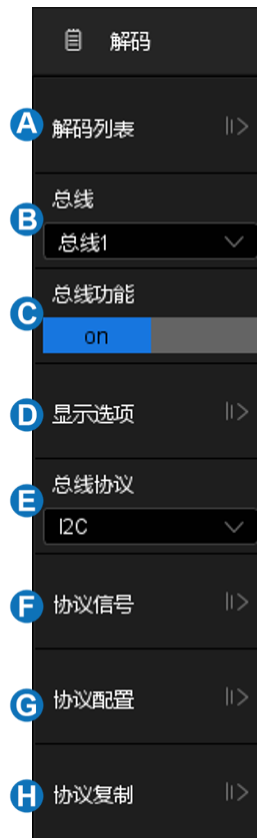 解码
A 解码列表
B 总线
总线1
C 总线功能
on
D 显示选项
E 总线协议
I2C
F 协议信号
G 协议配置
H 协议复制